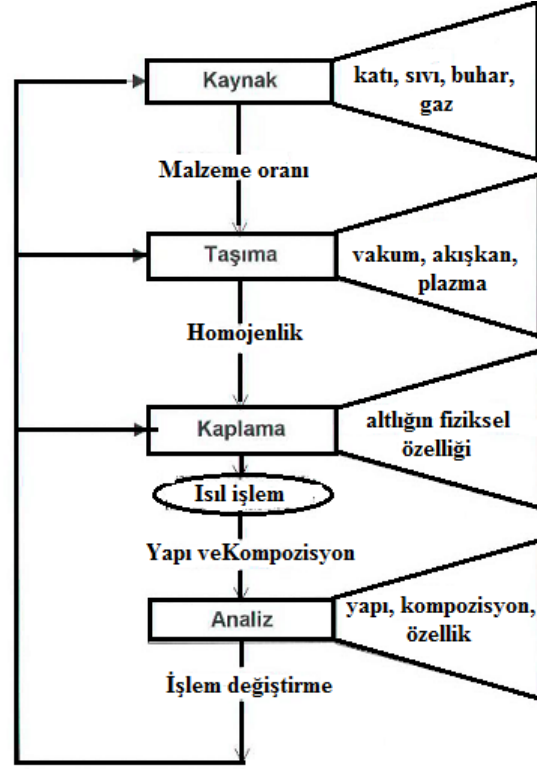 Kaynak
katı, sıvı, buhar,
gaz
Malzeme oranı
Taşıma
vakum, akışkan,
plazma
Homojenlik
Kaplama
altlığın fiziksel
özelliği
Isıl işlem
Yapı veKompozisyon
Analiz
yapı, kompozisyon,
özellik
İşlem değiştirme